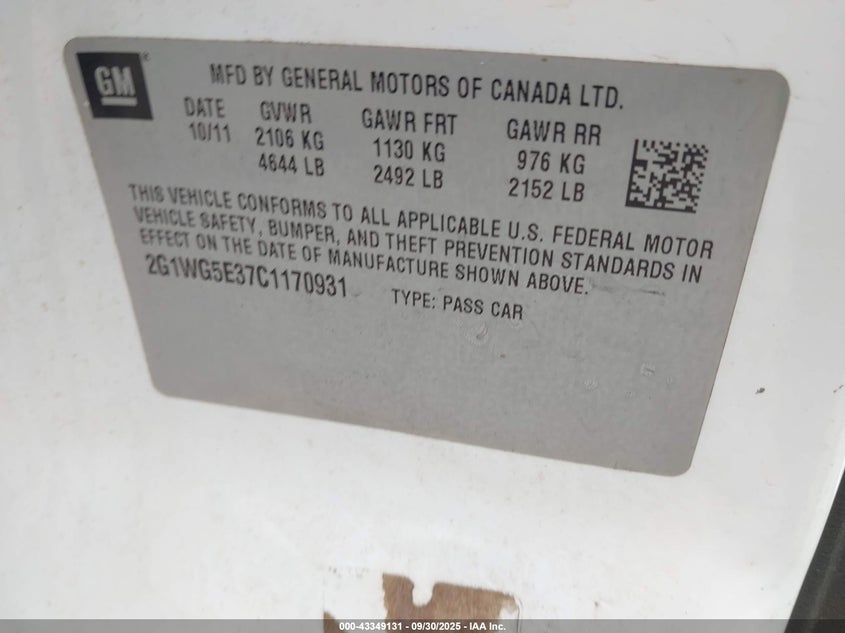 GM ® MFD BY GENERAL MOTORS OF CANADA LTD.
DATE GVWR GAWR FRT GAWR RR
10/11 2106 KG 1130 KG 976 KG
4644 LB 2492 LB 2152 LB
THIS VEHICLE CONFORMS TO ALL APPLICABLE U.S. FEDERAL MOTOR
VEHICLE SAFETY, BUMPER, AND THEFT PREVENTION STANDARDS IN
EFFECT ON THE DATE OF MANUFACTURE SHOWN ABOVE.
2G1WG5E37C1170931 TYPE: PASS CAR
000-43349131 - 09/30/2025 - IAA Inc.